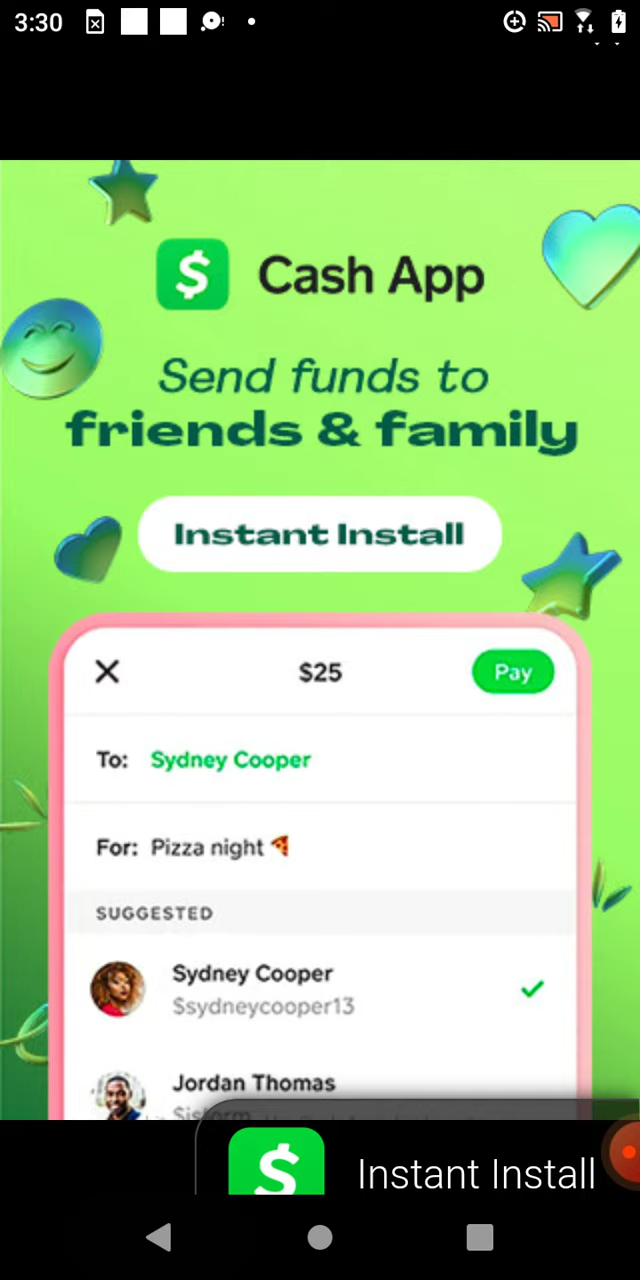 3:30
$ Cash App
Send funds to
friends & family
Instant Install
$25
Pay
To: Sydney Cooper
For: Pizza night 🍕
SUGGESTED
Sydney Cooper
$sydneycooper13
Jordan Thomas
$jstorm
$ Instant Install